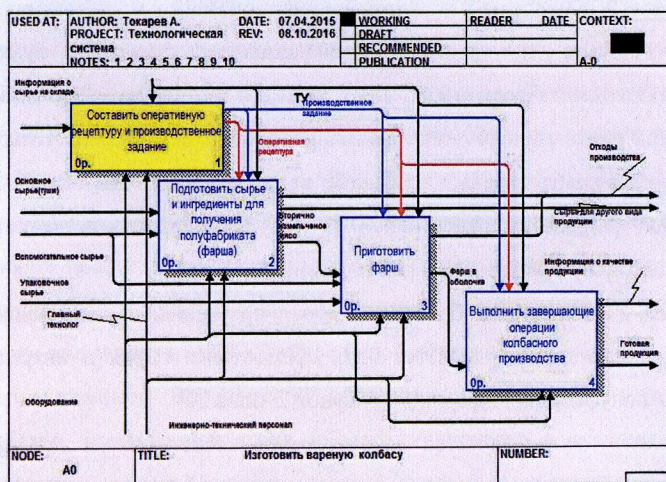 USED AT:
AUTHOR: Токарев А.
DATE: 07.04.2015
WORKING
READER
DATE
CONTEXT:
PROJECT: Технологическая
система
REV: 08.10.2016
DRAFT
RECOMMENDED
NOTES: 1 2 3 4 5 6 7 8 9 10
PUBLICATION
A-0
Информация о
сырье на складе
ТУ
Производственное
задание
Составить оперативную
рецептуру и производственное
задание
0р.
1
Оперативная
рецептура
Отходы
производства
Основное
сырье(туши)
Подготовить сырье
и ингредиенты для
получения
полуфабриката
(фарша)
0р.
2
Вторично
измельченое
мясо
Сырье для другого вида
продукции
Приготовить
фарш
0р.
3
Вспомогательное сырье
Упаковочное
сырье
Фарш в
оболочке
Информация о качестве
продукции
Главный
технолог
Выполнить завершающие
операции
колбасного
производства
0р.
4
Готовая
продукция
Оборудование
Инженерно-технический персонал
NODE:
A0
TITLE:
Изготовить вареную колбасу
NUMBER: